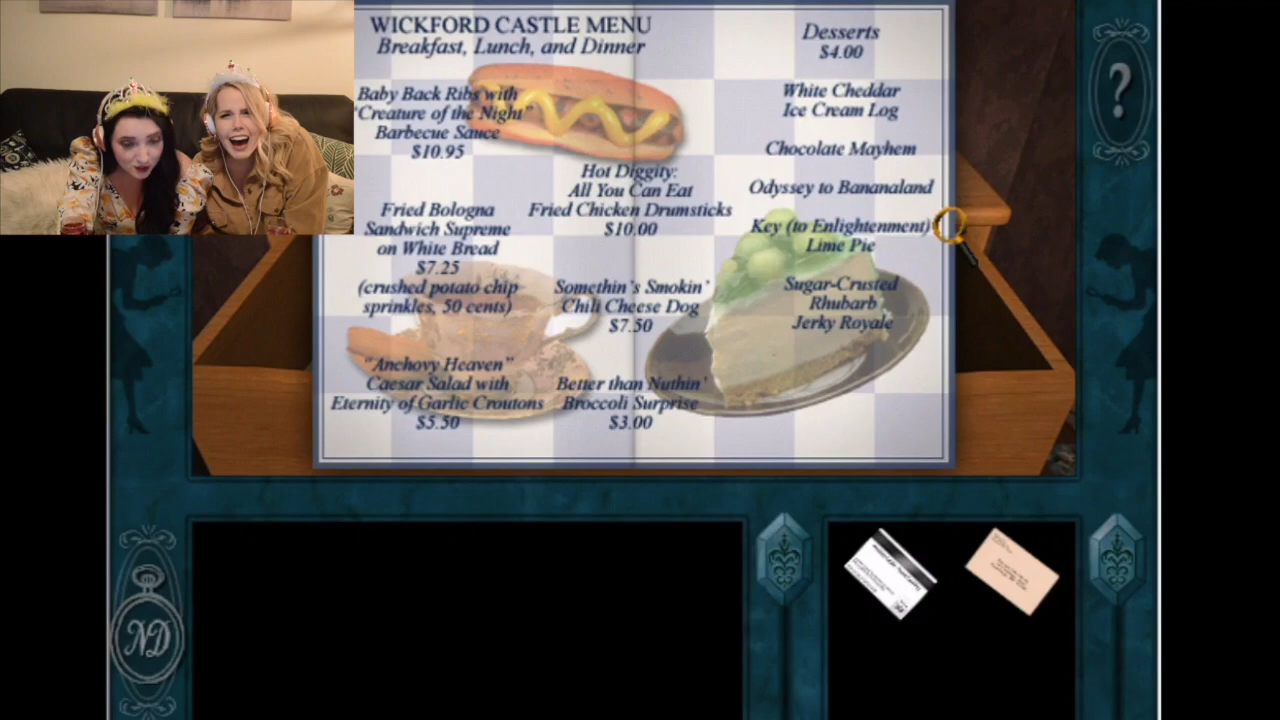 WICKFORD CASTLE MENU
Breakfast, Lunch, and Dinner
Baby Back Ribs with
"Creature of the Night"
Barbecue Sauce
$10.95
Fried Bologna
Sandwich Supreme
on White Bread
$7.25
(crushed potato chip
sprinkles, 50 cents)
"Anchovy Heaven"
Caesar Salad with
Eternity of Garlic Croutons
$5.50
Hot Diggity:
All You Can Eat
Fried Chicken Drumsticks
$10.00
Somethin's Smokin'
Chili Cheese Dog
$7.50
Better than Nuthin'
Broccoli Surprise
$3.00
Desserts
$4.00
White Cheddar
Ice Cream Log
Chocolate Mayhem
Odyssey to Bananaland
Key (to Enlightenment)
Lime Pie
Sugar-Crusted
Rhubarb
Jerky Royale
?
ND